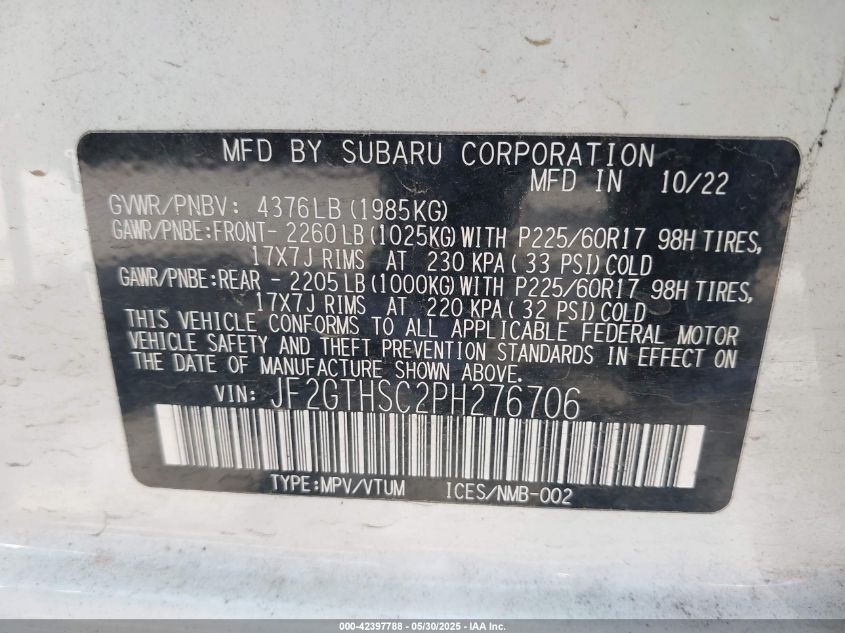 MFD BY SUBARU CORPORATION
MFD IN 10/22
GVWR/PNBV: 4376LB (1985KG)
GAWR/PNBE:FRONT- 2260LB (1025KG) WITH P225/60R17 98H TIRES,
17X7J RIMS AT 230 KPA ( 33 PSI) COLD
GAWR/PNBE:REAR - 2205LB (1000KG) WITH P225/60R17 98H TIRES,
17X7J RIMS AT 220 KPA ( 32 PSI) COLD
THIS VEHICLE CONFORMS TO ALL APPLICABLE FEDERAL MOTOR
VEHICLE SAFETY AND THEFT PREVENTION STANDARDS IN EFFECT ON
THE DATE OF MANUFACTURE SHOWN ABOVE.
VIN: JF2GTHSC2PH276706
TYPE:MPV/VTUM ICES/NMB-002
000-42397788 - 05/30/2025 - IAA Inc.